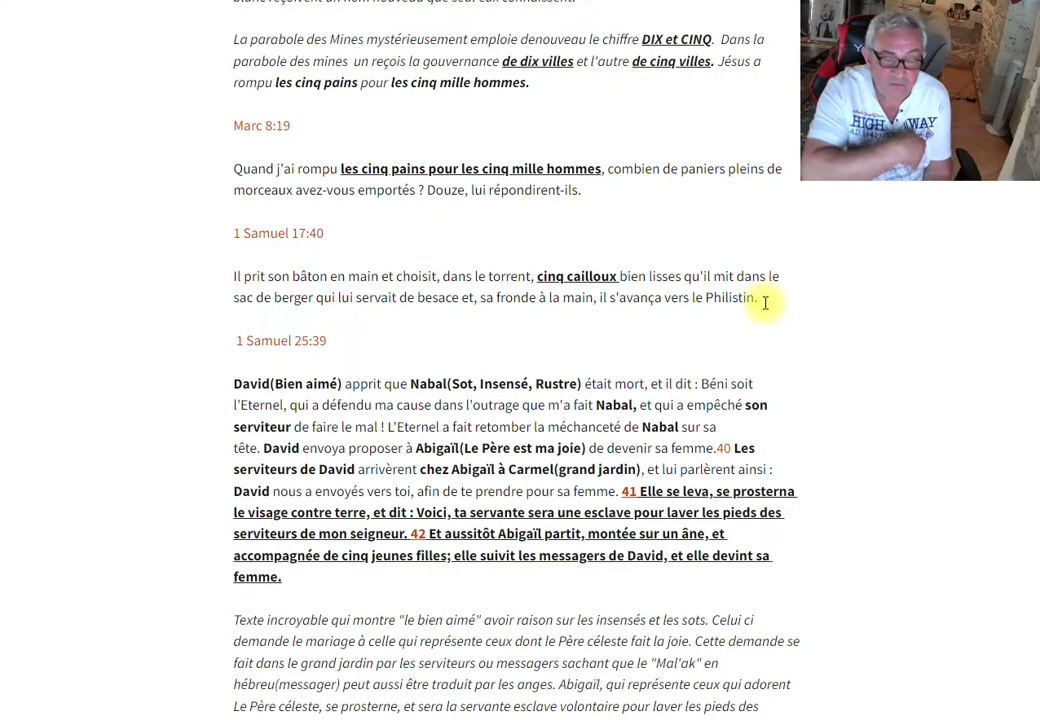 blanc reçoivent un nom nouveau que seul eux connaissent.
La parabole des Mines mystérieusement emploie denouveau le chiffre DIX et CINQ. Dans la
parabole des mines un reçois la gouvernance de dix villes et l'autre de cinq villes. Jésus a
rompu les cinq pains pour les cinq mille hommes.
Marc 8:19
Quand j'ai rompu les cinq pains pour les cinq mille hommes, combien de paniers pleins de
morceaux avez-vous emportés ? Douze, lui répondirent-ils.
1 Samuel 17:40
Il prit son bâton en main et choisit, dans le torrent, cinq cailloux bien lisses qu'il mit dans le
sac de berger qui lui servait de besace et, sa fronde à la main, il s'avança vers le Philistin.
1 Samuel 25:39
David(Bien aimé) apprit que Nabal(Sot, Insensé, Rustre) était mort, et il dit : Béni soit
l'Eternel, qui a défendu ma cause dans l'outrage que m'a fait Nabal, et qui a empêché son
serviteur de faire le mal ! L'Eternel a fait retomber la méchanceté de Nabal sur sa
tête. David envoya proposer à Abigaïl(Le Père est ma joie) de devenir sa femme.40 Les
serviteurs de David arrivèrent chez Abigaïl à Carmel(grand jardin), et lui parlèrent ainsi :
David nous a envoyés vers toi, afin de te prendre pour sa femme. 41 Elle se leva, se prosterna
le visage contre terre, et dit : Voici, ta servante sera une esclave pour laver les pieds des
serviteurs de mon seigneur. 42 Et aussitôt Abigaïl partit, montée sur un âne, et
accompagnée de cinq jeunes filles; elle suivit les messagers de David, et elle devint sa
femme.
Texte incroyable qui montre "le bien aimé" avoir raison sur les insensés et les sots. Celui ci
demande le mariage à celle qui représente ceux dont le Père céleste fait la joie. Cette demande se
fait dans le grand jardin par les serviteurs ou messagers sachant que le "Mal'ak" en
hébreu(messager) peut aussi être traduit par les anges. Abigaïl, qui représente ceux qui adorent
Le Père céleste, se prosterne, et sera la servante esclave volontaire pour laver les pieds des
HIGH AWAY